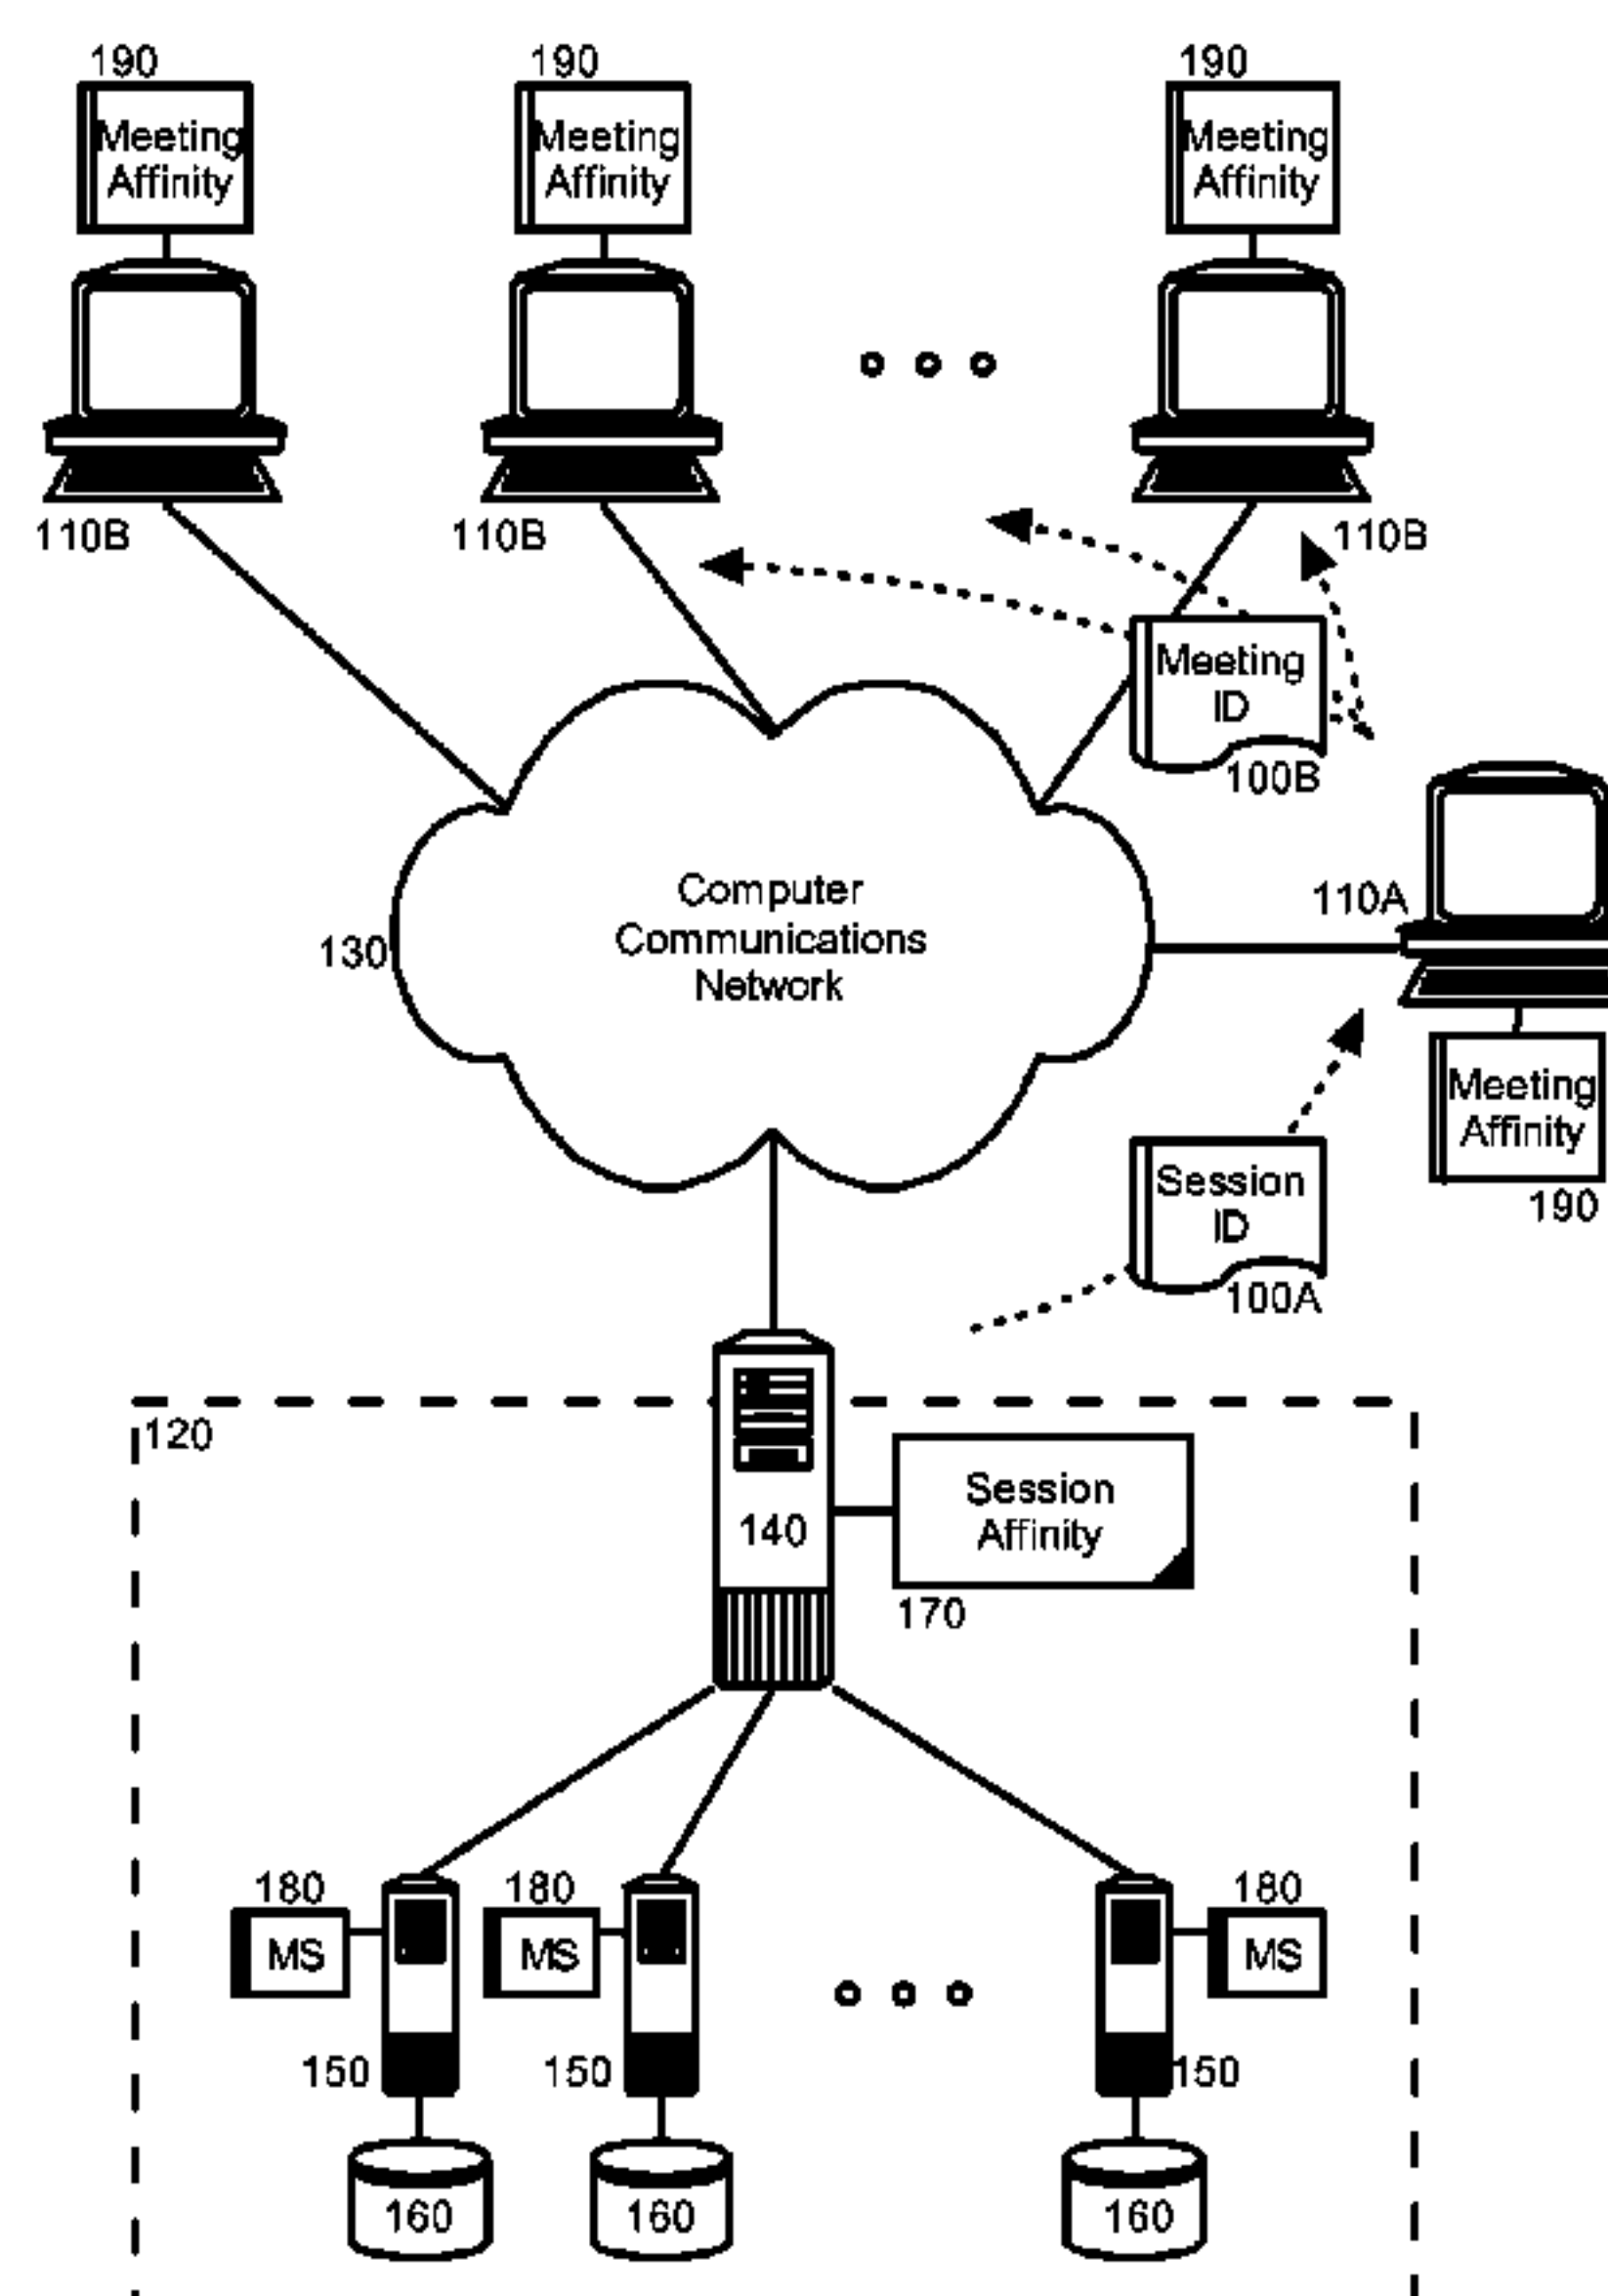 190
190
190
Meeting
Affinity
Meeting
Affinity
Meeting
Affinity
110B
110B
110B
Meeting
ID
100B
Computer
Communications
Network
130
110A
Meeting
Affinity
190
Session
ID
100A
120
140
Session
Affinity
170
180
180
180
MS
MS
MS
150
150
150
160
160
160